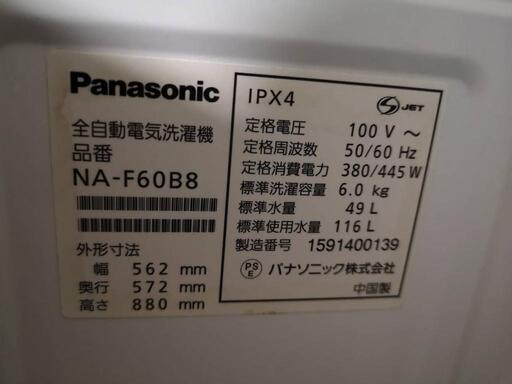 Panasonic
全自動電気洗濯機
品番
NA-F60B8
外形寸法
幅 562 mm
奥行 572 mm
高さ 880 mm
IPX4
S JET
定格電圧 100 V ～
定格周波数 50/60 Hz
定格消費電力 380/445 W
標準洗濯容量 6.0 kg
標準水量 49 L
標準使用水量 116 L
製造番号 1591400139
PSE パナソニック株式会社
中国製